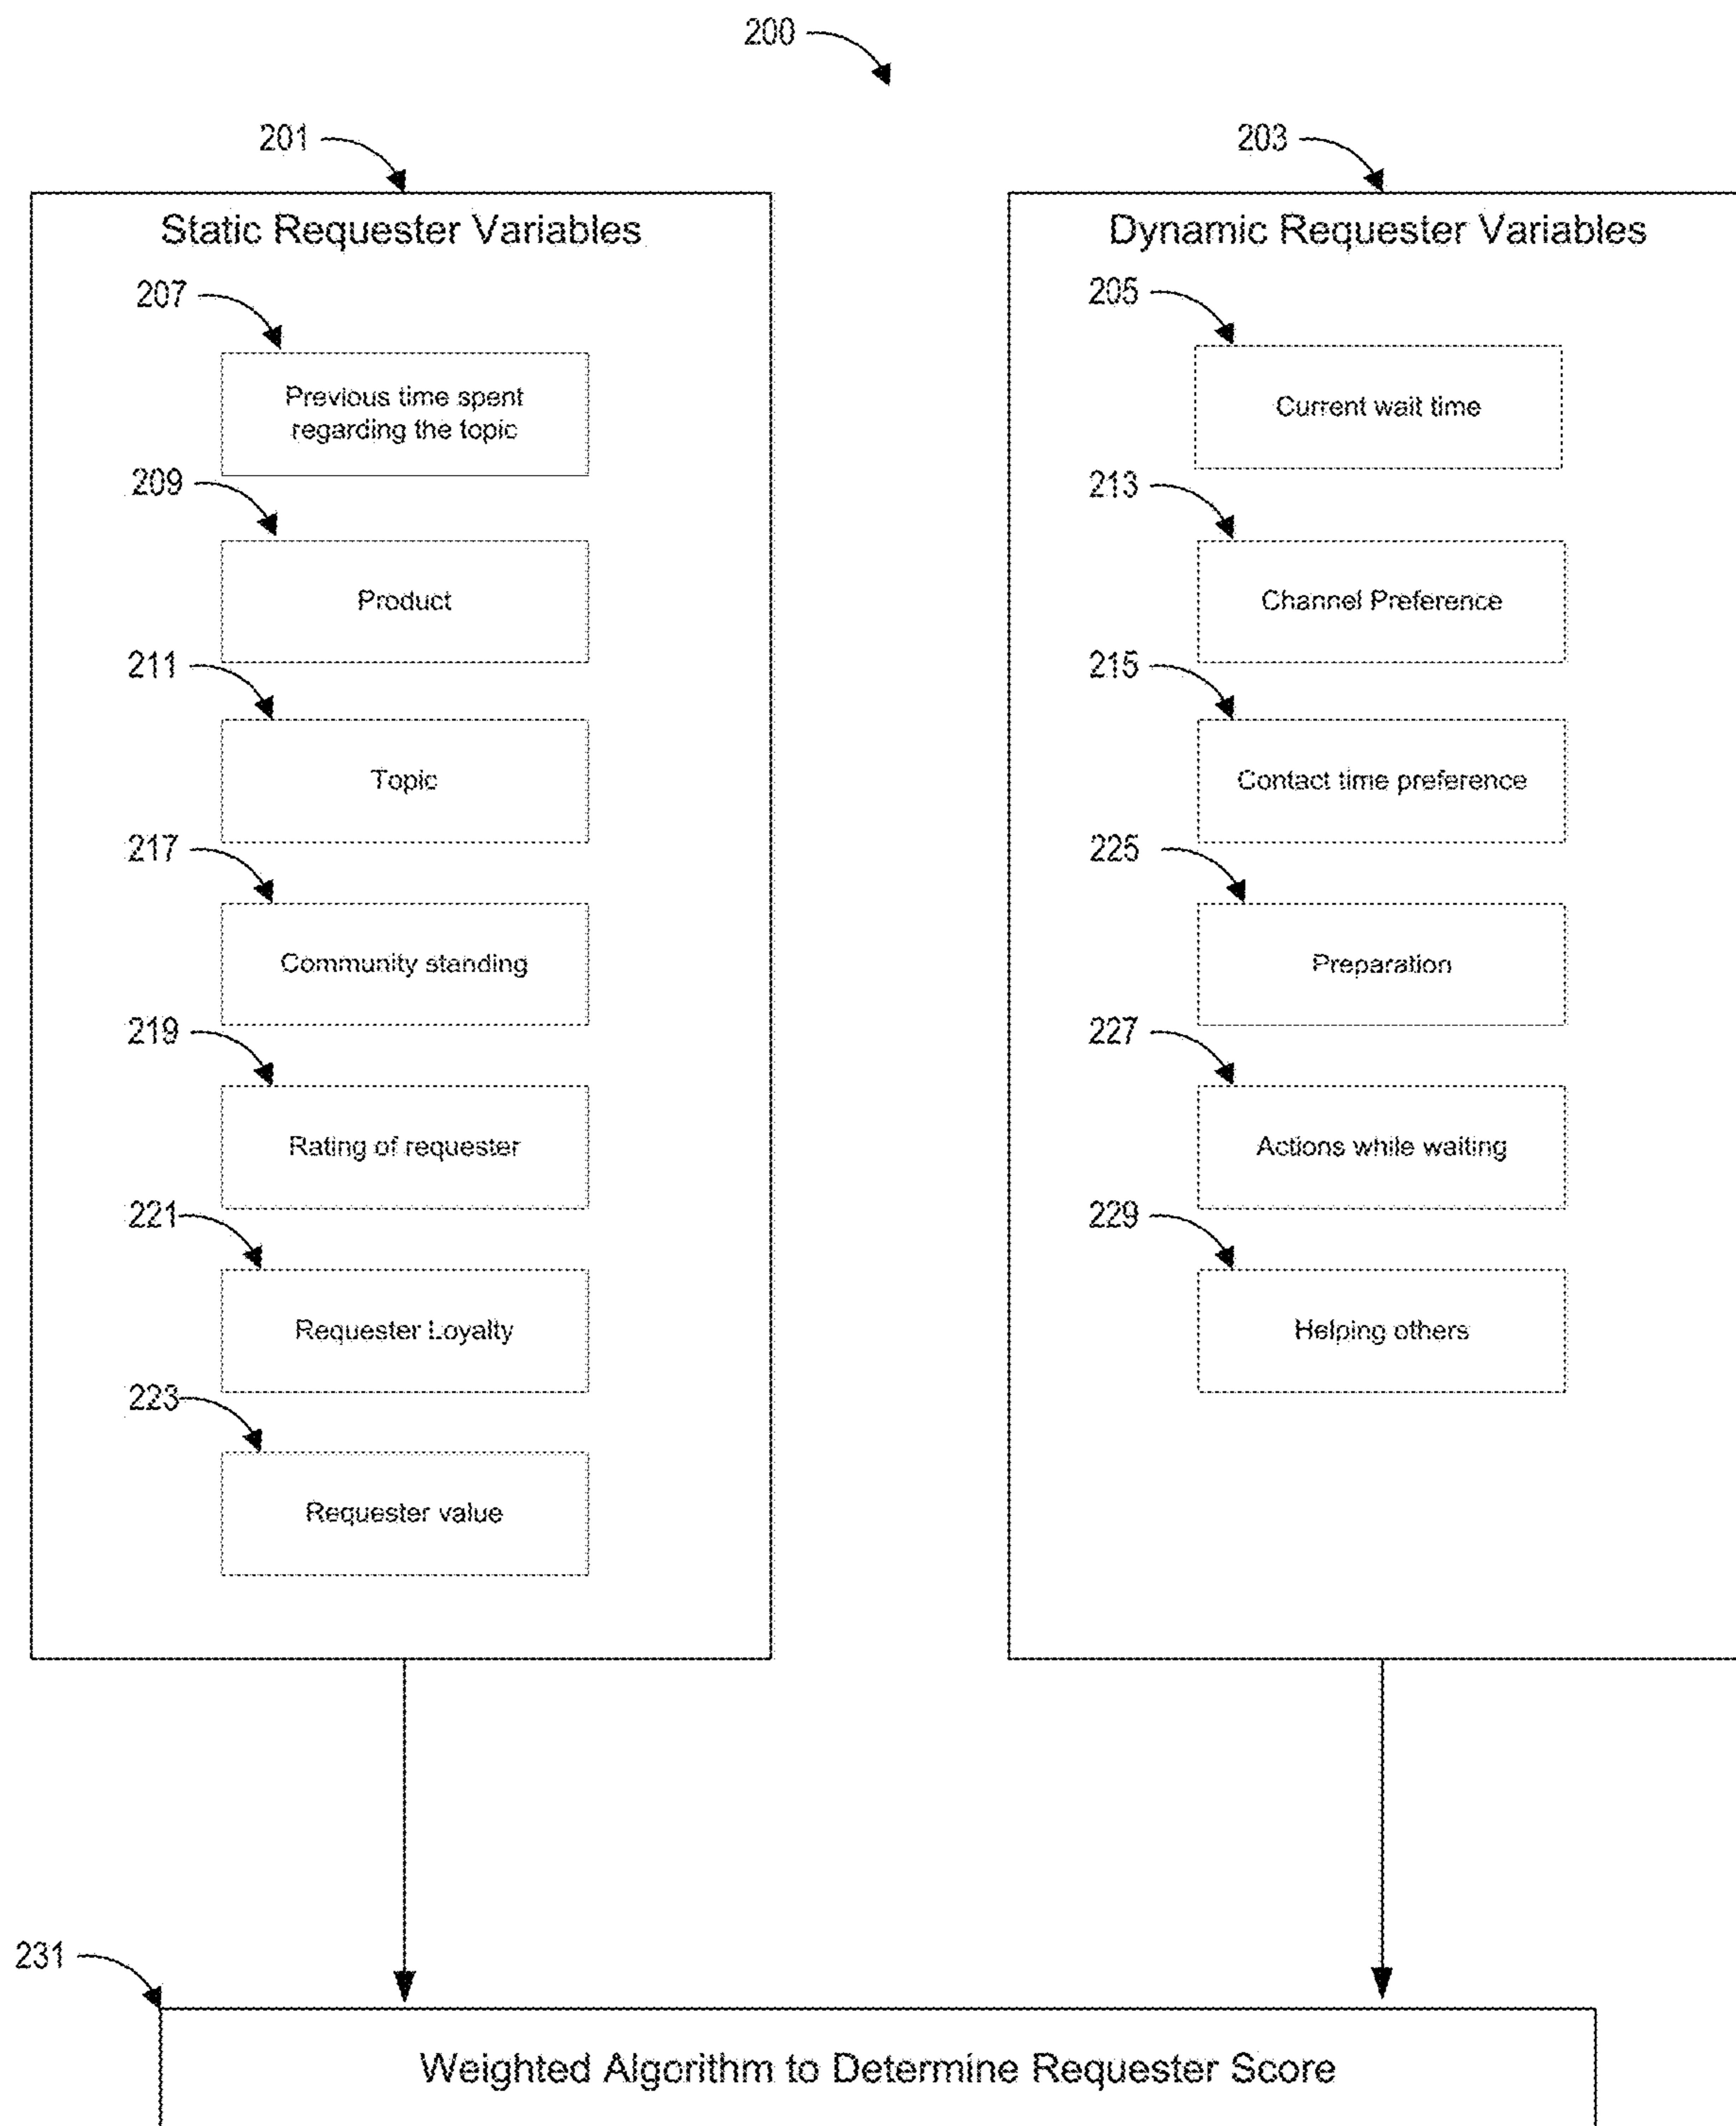 200
201
Static Requester Variables
207
Previous time spent
regarding the topic
209
Product
211
Topic
217
Community standing
219
Rating of requester
221
Requester Loyalty
223
Requester value
203
Dynamic Requester Variables
205
Current wait time
213
Channel Preference
215
Contact time preference
225
Preparation
227
Actions while waiting
229
Helping others
231
Weighted Algorithm to Determine Requester Score